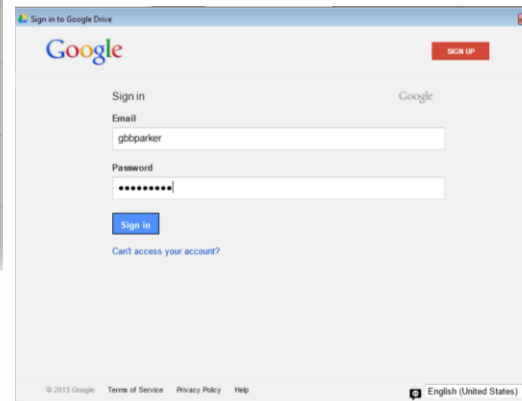 Sign in to Google Drive
Google
SIGN UP
Sign in
Google
Email
gbbparker
Password
•••••••••
Sign in
Can't access your account?
© 2013 Google Terms of Service Privacy Policy Help
English (United States)